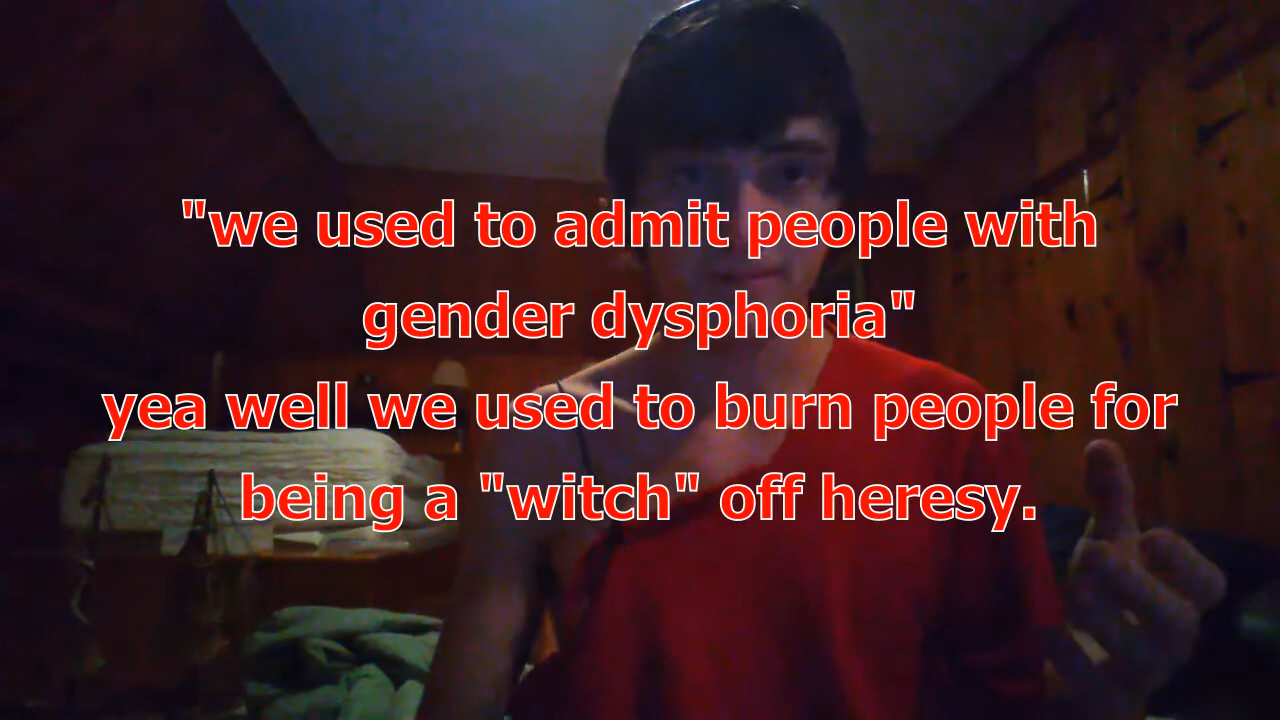 "we used to admit people with
gender dysphoria"
yea well we used to burn people for
being a "witch" off heresy.